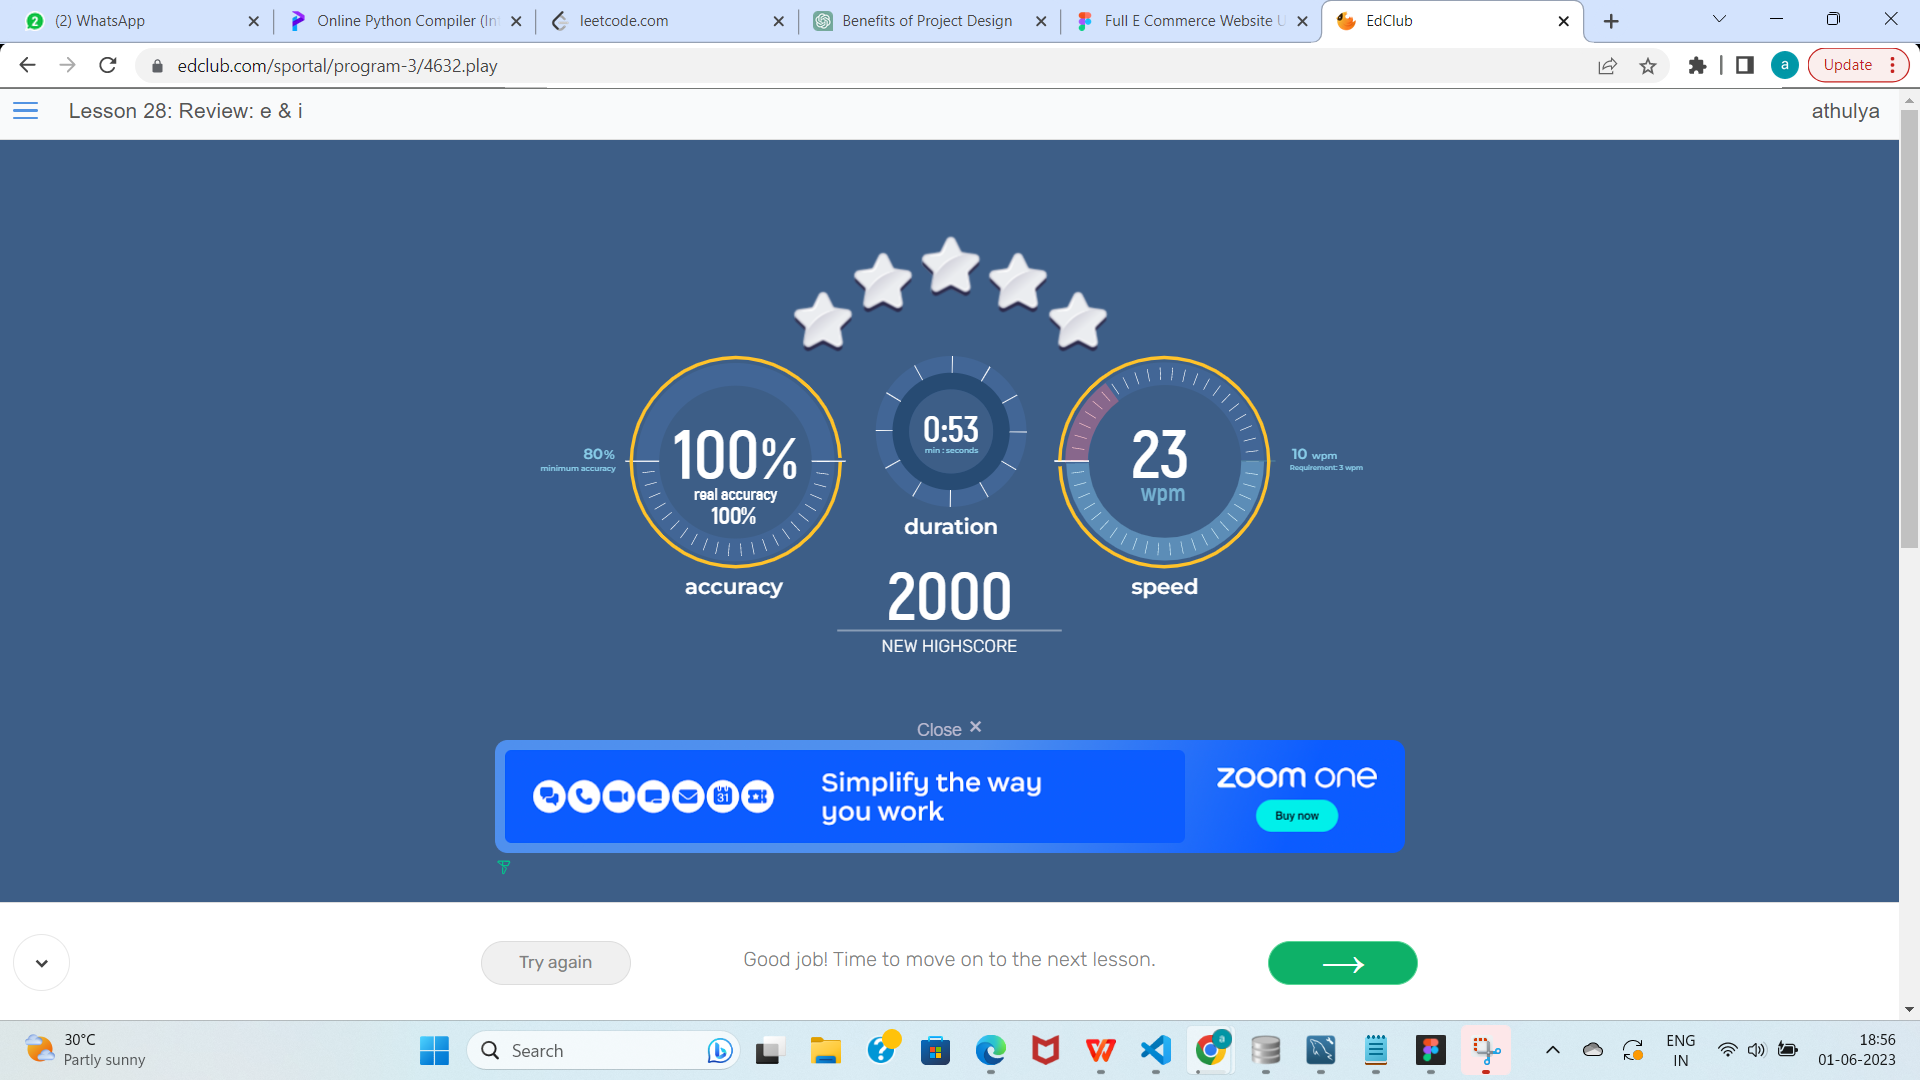 (2) WhatsApp
Online Python Compiler (Int
leetcode.com
Benefits of Project Design
Full E Commerce Website U
EdClub
edclub.com/sportal/program-3/4632.play
a
Update
Lesson 28: Review: e & i
athulya
80%
minimum accuracy
100%
real accuracy
100%
accuracy
0:53
min : seconds
duration
23
wpm
speed
10 wpm
Requirement: 3 wpm
2000
NEW HIGHSCORE
Close
31
Simplify the way
you work
zoom one
Buy now
Try again
Good job! Time to move on to the next lesson.
30°C
Partly sunny
Search
a
ENG
IN
18:56
01-06-2023